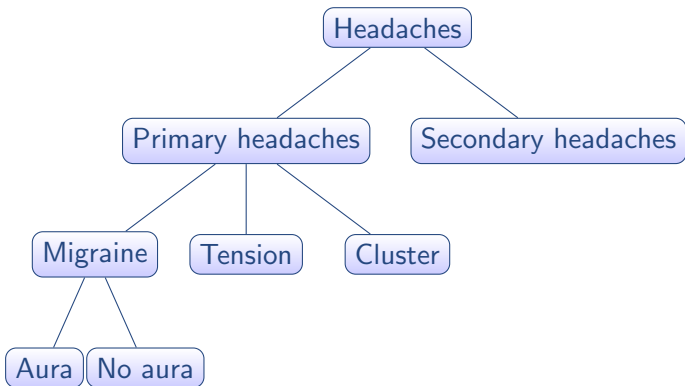 Headaches
Primary headaches
Secondary headaches
Migraine
Tension
Cluster
Aura
No aura